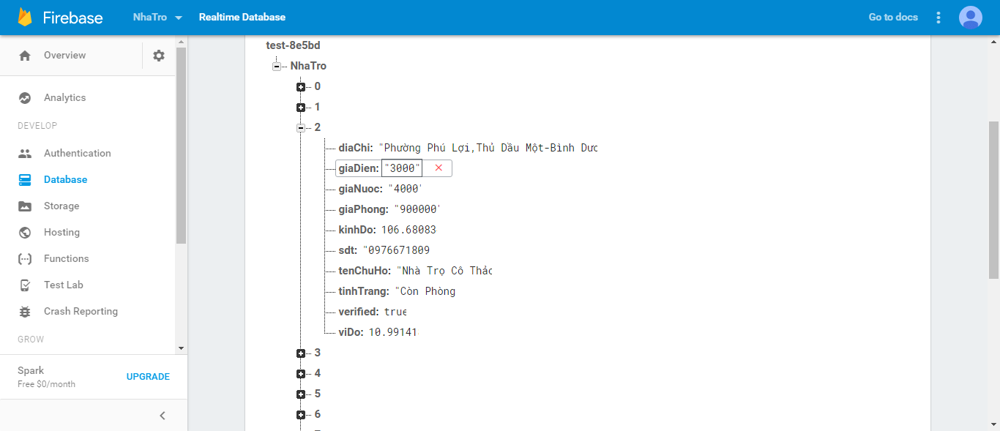 Firebase NhaTro Realtime Database Go to docs
Overview
Analytics
DEVELOP
Authentication
Database
Storage
Hosting
Functions
Test Lab
Crash Reporting
GROW
Spark
Free $0/month
UPGRADE
test-8e5bd
NhaTro
0
1
2
diaChi: "Phường Phú Lợi,Thủ Dầu Một-Bình Dươ
giaDien: "3000"
giaNuoc: "4000"
giaPhong: "900000"
kinhDo: 106.68083
sdt: "0976671809
tenChuHo: "Nhà Trọ Cô Thảo
tinhTrang: "Còn Phòng
verified: true
viDo: 10.99141
3
4
5
6